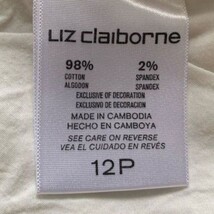 LIZ claiborne
98% 2%
COTTON SPANDEX
ALGODON SPANDEX
EXCLUSIVE OF DECORATION
EXCLUSIVO DE DECORACION
MADE IN CAMBODIA
HECHO EN CAMBOYA
SEE CARE ON REVERSE
VEA EL CUIDADO EN REVÉS
12P